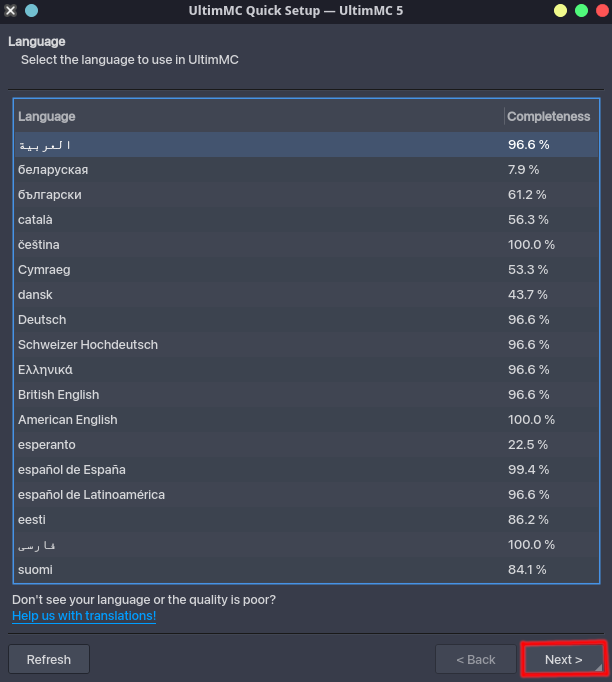 UltimMC Quick Setup — UltimMC 5
Language
Select the language to use in UltimMC
Language Completeness
العربية 96.6 %
беларуская 7.9 %
български 61.2 %
català 56.3 %
čeština 100.0 %
Cymraeg 53.3 %
dansk 43.7 %
Deutsch 96.6 %
Schweizer Hochdeutsch 96.6 %
Ελληνικά 96.6 %
British English 96.6 %
American English 100.0 %
esperanto 22.5 %
español de España 99.4 %
español de Latinoamérica 96.6 %
eesti 86.2 %
فارسی 100.0 %
suomi 84.1 %
Don't see your language or the quality is poor?
Help us with translations!
Refresh < Back Next >